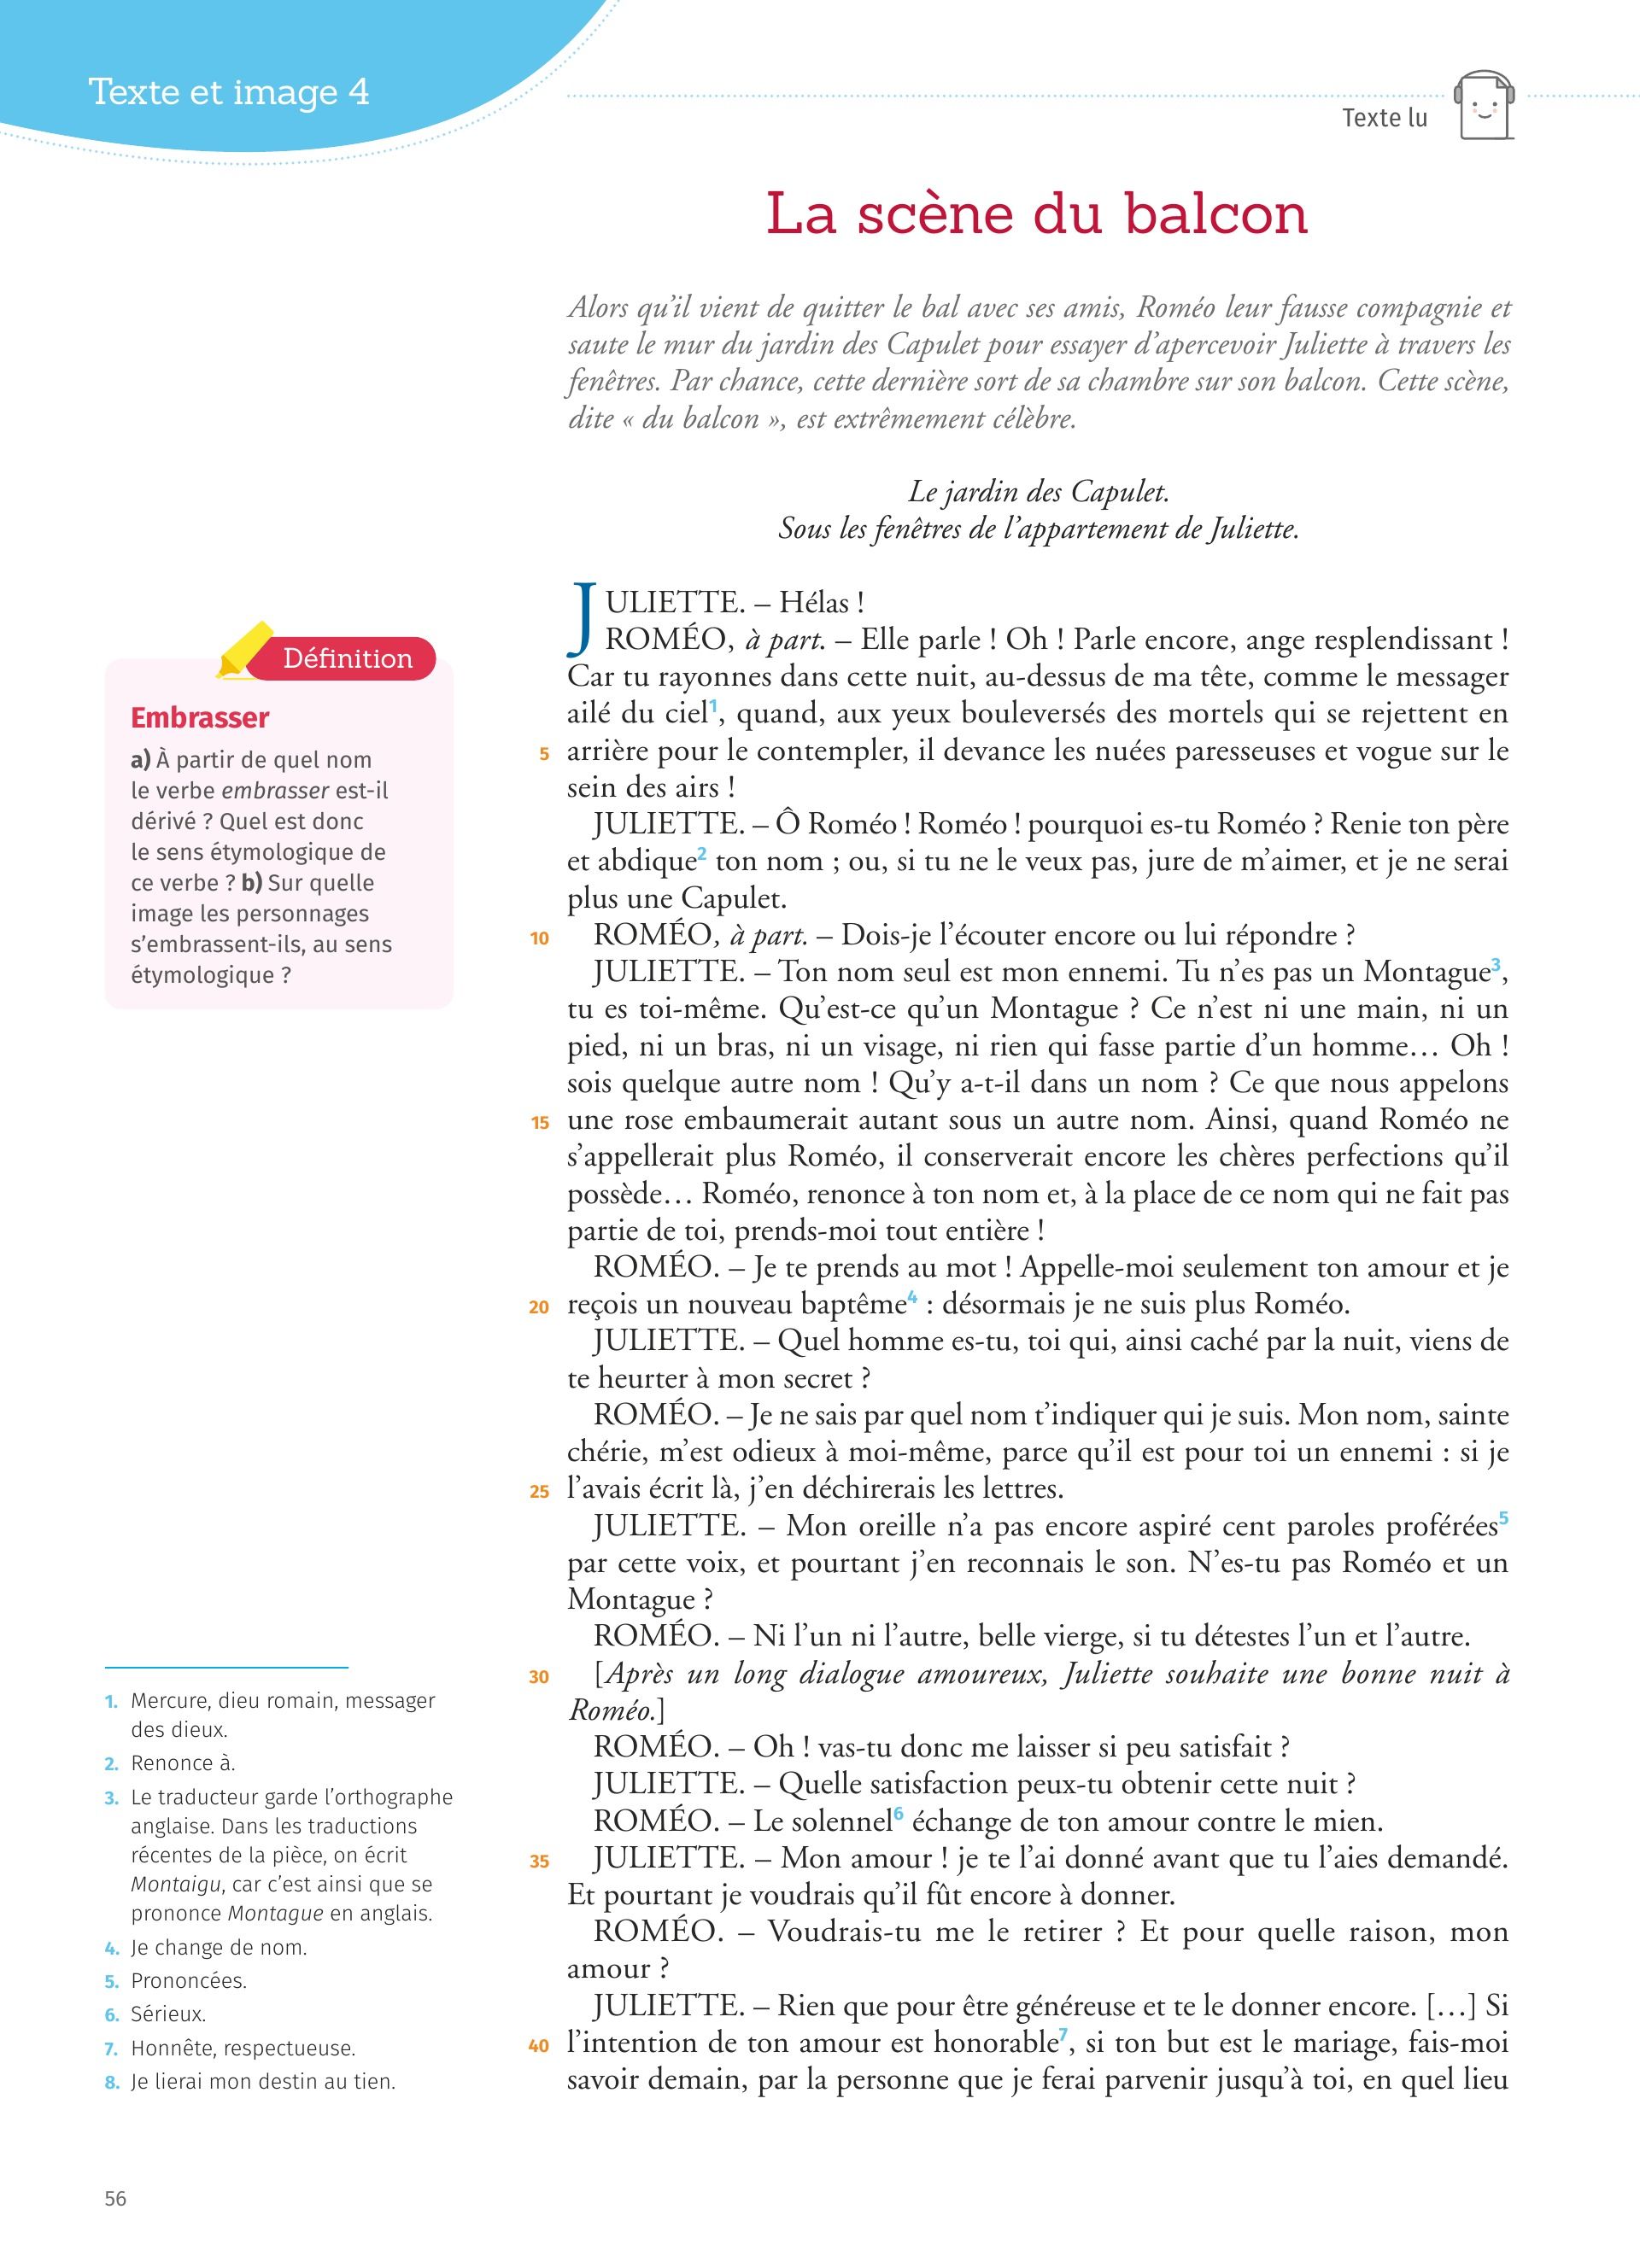 Texte et image 4
Texte lu
La scène du balcon
Alors qu’il vient de quitter le bal avec ses amis, Roméo leur fausse compagnie et
saute le mur du jardin des Capulet pour essayer d’apercevoir Juliette à travers les
fenêtres. Par chance, cette dernière sort de sa chambre sur son balcon. Cette scène,
dite « du balcon », est extrêmement célèbre.
Le jardin des Capulet.
Sous les fenêtres de l’appartement de Juliette.
JULIETTE. – Hélas !
ROMÉO, à part. – Elle parle ! Oh ! Parle encore, ange resplendissant !
Car tu rayonnes dans cette nuit, au-dessus de ma tête, comme le messager
ailé du ciel1, quand, aux yeux bouleversés des mortels qui se rejettent en
5 arrière pour le contempler, il devance les nuées paresseuses et vogue sur le
sein des airs !
JULIETTE. – Ô Roméo ! Roméo ! pourquoi es-tu Roméo ? Renie ton père
et abdique2 ton nom ; ou, si tu ne le veux pas, jure de m’aimer, et je ne serai
plus une Capulet.
10 ROMÉO, à part. – Dois-je l’écouter encore ou lui répondre ?
JULIETTE. – Ton nom seul est mon ennemi. Tu n’es pas un Montague3,
tu es toi-même. Qu’est-ce qu’un Montague ? Ce n’est ni une main, ni un
pied, ni un bras, ni un visage, ni rien qui fasse partie d’un homme… Oh !
sois quelque autre nom ! Qu’y a-t-il dans un nom ? Ce que nous appelons
15 une rose embaumerait autant sous un autre nom. Ainsi, quand Roméo ne
s’appellerait plus Roméo, il conserverait encore les chères perfections qu’il
possède… Roméo, renonce à ton nom et, à la place de ce nom qui ne fait pas
partie de toi, prends-moi tout entière !
ROMÉO. – Je te prends au mot ! Appelle-moi seulement ton amour et je
20 reçois un nouveau baptême4 : désormais je ne suis plus Roméo.
JULIETTE. – Quel homme es-tu, toi qui, ainsi caché par la nuit, viens de
te heurter à mon secret ?
ROMÉO. – Je ne sais par quel nom t’indiquer qui je suis. Mon nom, sainte
chérie, m’est odieux à moi-même, parce qu’il est pour toi un ennemi : si je
25 l’avais écrit là, j’en déchirerais les lettres.
JULIETTE. – Mon oreille n’a pas encore aspiré cent paroles proférées5
par cette voix, et pourtant j’en reconnais le son. N’es-tu pas Roméo et un
Montague ?
ROMÉO. – Ni l’un ni l’autre, belle vierge, si tu détestes l’un et l’autre.
30 [Après un long dialogue amoureux, Juliette souhaite une bonne nuit à
Roméo.]
ROMÉO. – Oh ! vas-tu donc me laisser si peu satisfait ?
JULIETTE. – Quelle satisfaction peux-tu obtenir cette nuit ?
ROMÉO. – Le solennel6 échange de ton amour contre le mien.
35 JULIETTE. – Mon amour ! je te l’ai donné avant que tu l’aies demandé.
Et pourtant je voudrais qu’il fût encore à donner.
ROMÉO. – Voudrais-tu me le retirer ? Et pour quelle raison, mon
amour ?
JULIETTE. – Rien que pour être généreuse et te le donner encore. […] Si
40 l’intention de ton amour est honorable7, si ton but est le mariage, fais-moi
savoir demain, par la personne que je ferai parvenir jusqu’à toi, en quel lieu
Définition
Embrasser
a) À partir de quel nom
le verbe embrasser est-il
dérivé ? Quel est donc
le sens étymologique de
ce verbe ? b) Sur quelle
image les personnages
s’embrassent-ils, au sens
étymologique ?
1. Mercure, dieu romain, messager
des dieux.
2. Renonce à.
3. Le traducteur garde l’orthographe
anglaise. Dans les traductions
récentes de la pièce, on écrit
Montaigu, car c’est ainsi que se
prononce Montague en anglais.
4. Je change de nom.
5. Prononcées.
6. Sérieux.
7. Honnête, respectueuse.
8. Je lierai mon destin au tien.
56